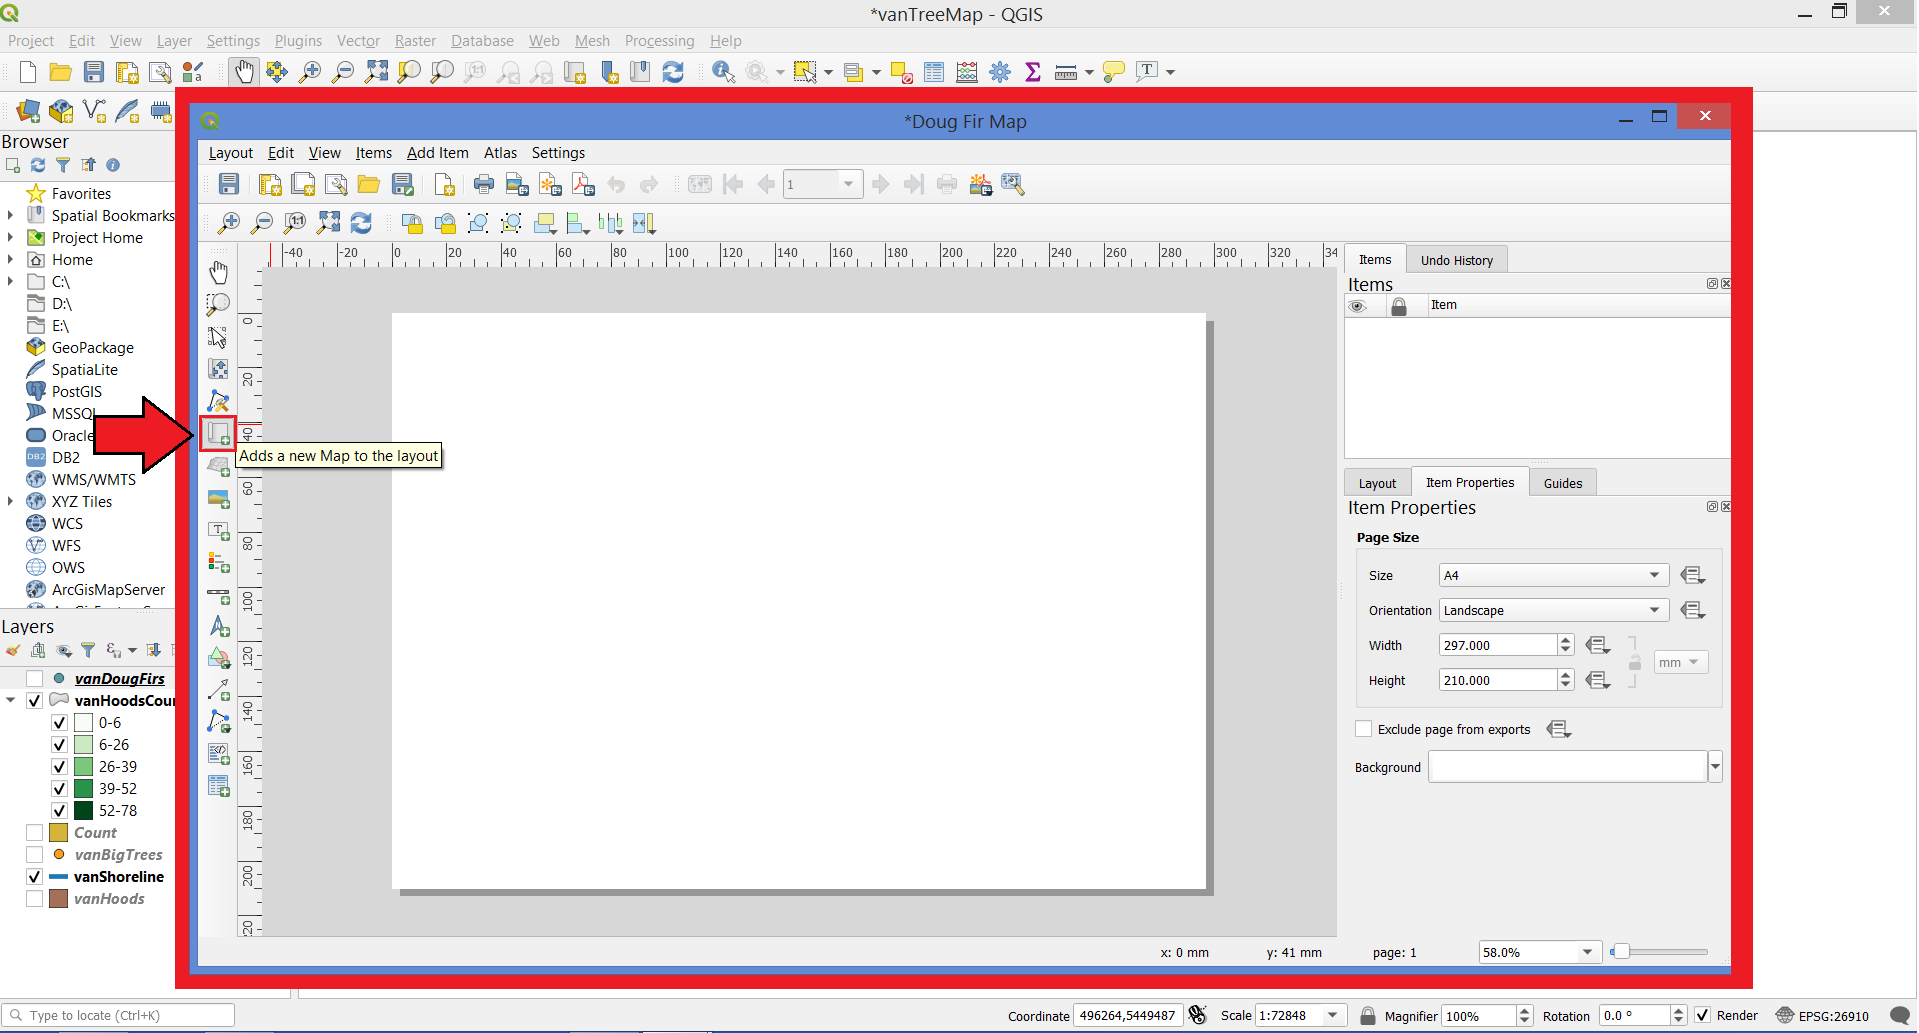 *vanTreeMap - QGIS
Project Edit View Layer Settings Plugins Vector Raster Database Web Mesh Processing Help
*Doug Fir Map
Layout Edit View Items Add Item Atlas Settings
1
Browser
Favorites
Spatial Bookmarks
Project Home
Home
C:\
D:\
E:\
GeoPackage
SpatiaLite
PostGIS
MSSQL
Oracle
DB2
WMS/WMTS
XYZ Tiles
WCS
WFS
OWS
ArcGisMapServer
Layers
vanDougFirs
vanHoodsCou
0-6
6-26
26-39
39-52
52-78
Count
vanBigTrees
vanShoreline
vanHoods
-40 -20 0 20 40 60 80 100 120 140 160 180 200 220 240 260 280 300 320 34
0
20
40
60
80
100
120
140
160
180
200
220
Adds a new Map to the layout
Items Undo History
Items
Item
Layout Item Properties Guides
Item Properties
Page Size
Size A4
Orientation Landscape
Width 297.000
mm
Height 210.000
Exclude page from exports
Background
x: 0 mm y: 41 mm page: 1 58.0%
Type to locate (Ctrl+K)
Coordinate 496264,5449487 Scale 1:72848 Magnifier 100% Rotation 0.0 ° Render EPSG:26910